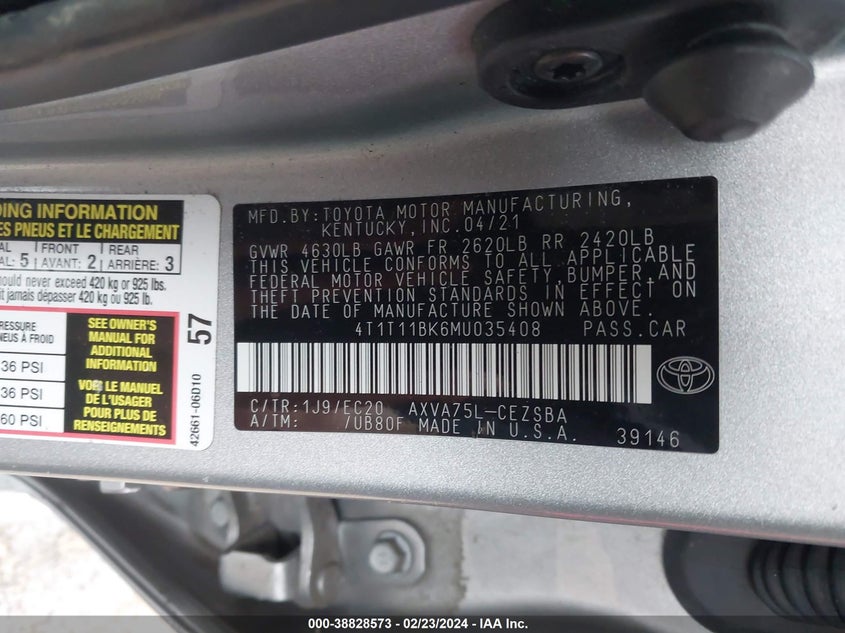 DING INFORMATION
ES PNEUS ET LE CHARGEMENT
AL 5 FRONT AVANT: 2 REAR ARRIÈRE: 3
hould never exceed 420 kg or 925 lbs.
it jamais dépasser 420 kg ou 925 lb.
RESSURE
NEUS À FROID
36 PSI
36 PSI
60 PSI
SEE OWNER'S
MANUAL FOR
ADDITIONAL
INFORMATION
VOIR LE MANUEL
DE L'USAGER
POUR PLUS DE
RENSEIGNEMENTS
57
42661-06D10
MFD.BY:TOYOTA MOTOR MANUFACTURING,
KENTUCKY,INC.04/21
GVWR 4630LB GAWR FR 2620LB RR 2420LB
THIS VEHICLE CONFORMS TO ALL APPLICABLE
FEDERAL MOTOR VEHICLE SAFETY,BUMPER,AND
THEFT PREVENTION STANDARDS IN EFFECT ON
THE DATE OF MANUFACTURE SHOWN ABOVE.
4T1T11BK6MU035408 PASS.CAR
C/TR:1J9/EC20 AXVA75L-CEZSBA
A/TM: /UB80F MADE IN U.S.A. 39146
000-38828573 — 02/23/2024 — IAA Inc.